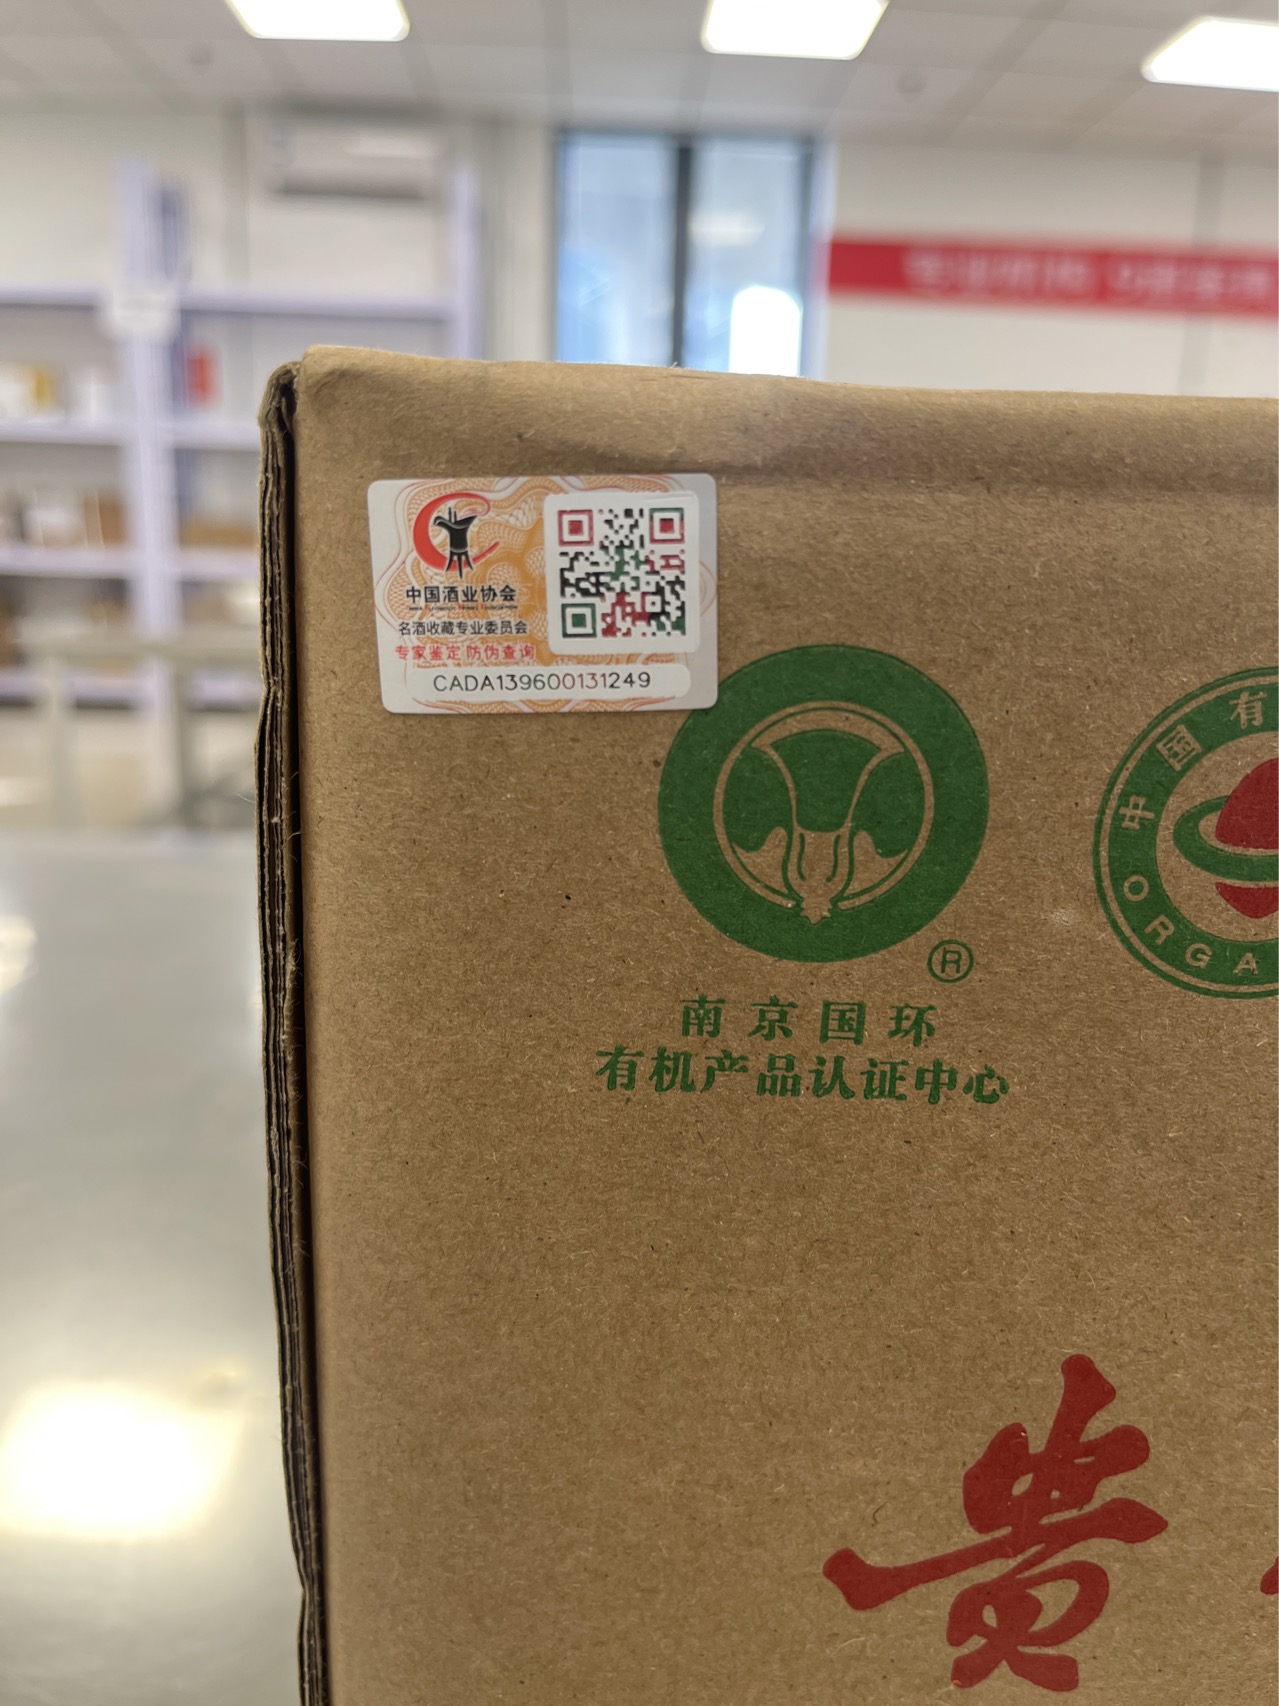 中国酒业协会
名酒收藏专业委员会
专家鉴定 防伪查询
CADA139600131249
中国有
ORGA
®
南京国环
有机产品认证中心
贵